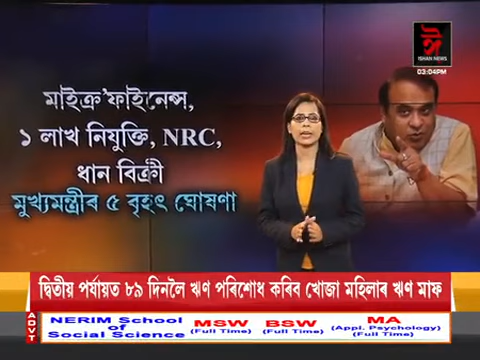 ঈ
ISHAN NEWS
03:04PM
মাইক্ৰ'ফাইনেন্স,
১ লাখ নিযুক্তি, NRC,
ধান বিক্ৰী
মুখ্যমন্ত্ৰীৰ ৫ বৃহৎ ঘোষণা
দ্বিতীয় পৰ্যায়ত ৮৯ দিনলৈ ঋণ পৰিশোধ কৰিব খোজা মহিলাৰ ঋণ মাফ
ADVT
NERIM School of Social Science
MSW (Full Time)
BSW (Full Time)
MA (Appl. Psychology) (Full Time)